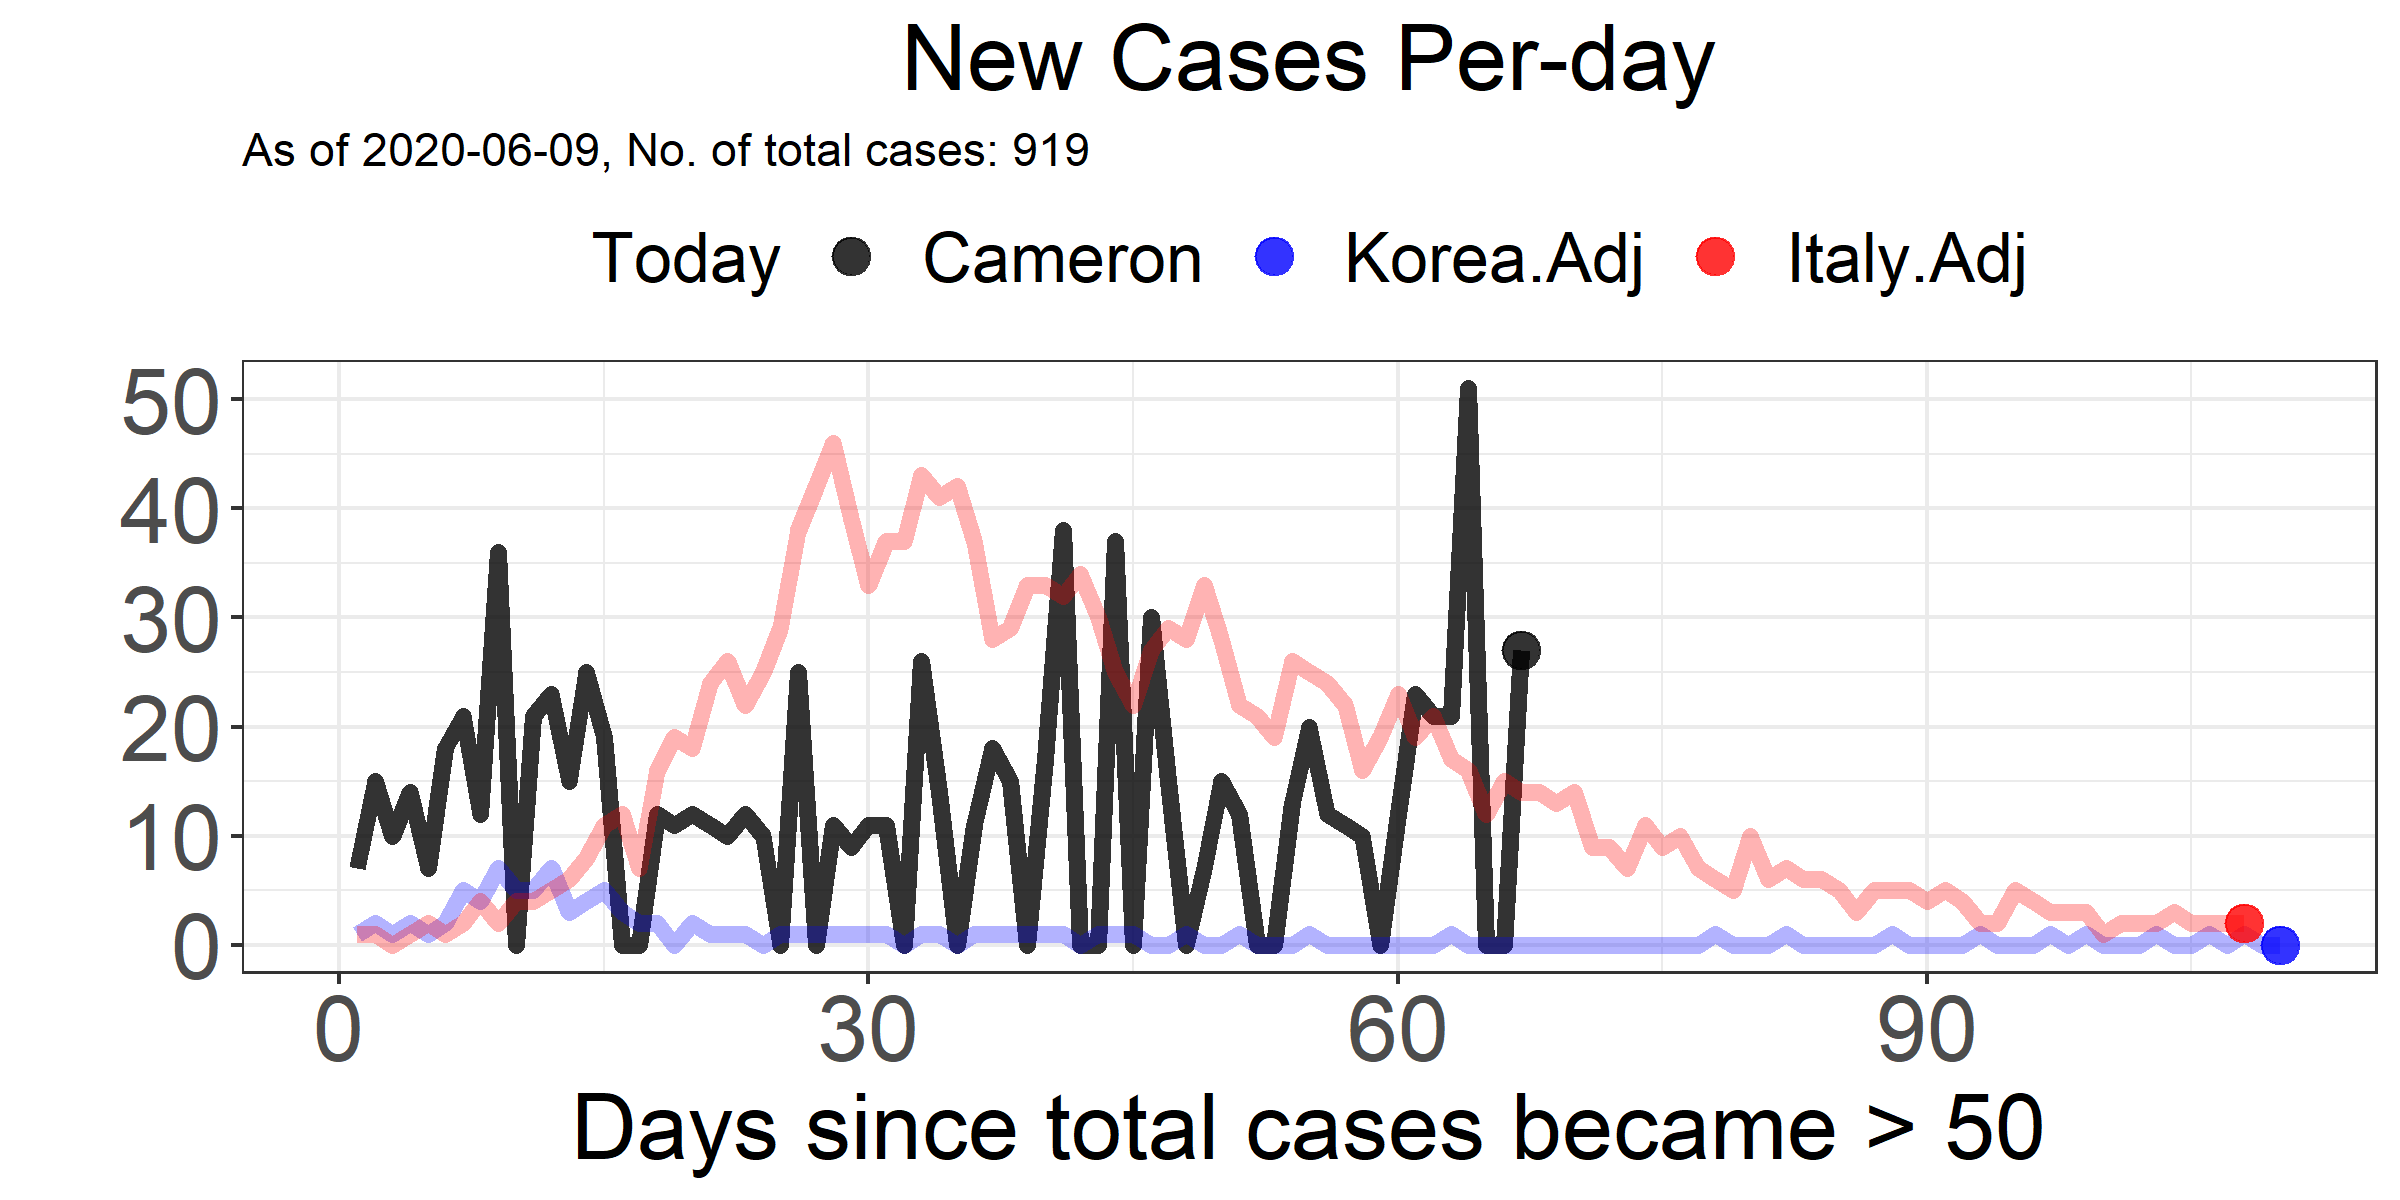 New Cases Per-day
As of 2020-06-09, No. of total cases: 919
Today Cameron Korea.Adj Italy.Adj
50
40
30
20
10
0
0 30 60 90
Days since total cases became > 50